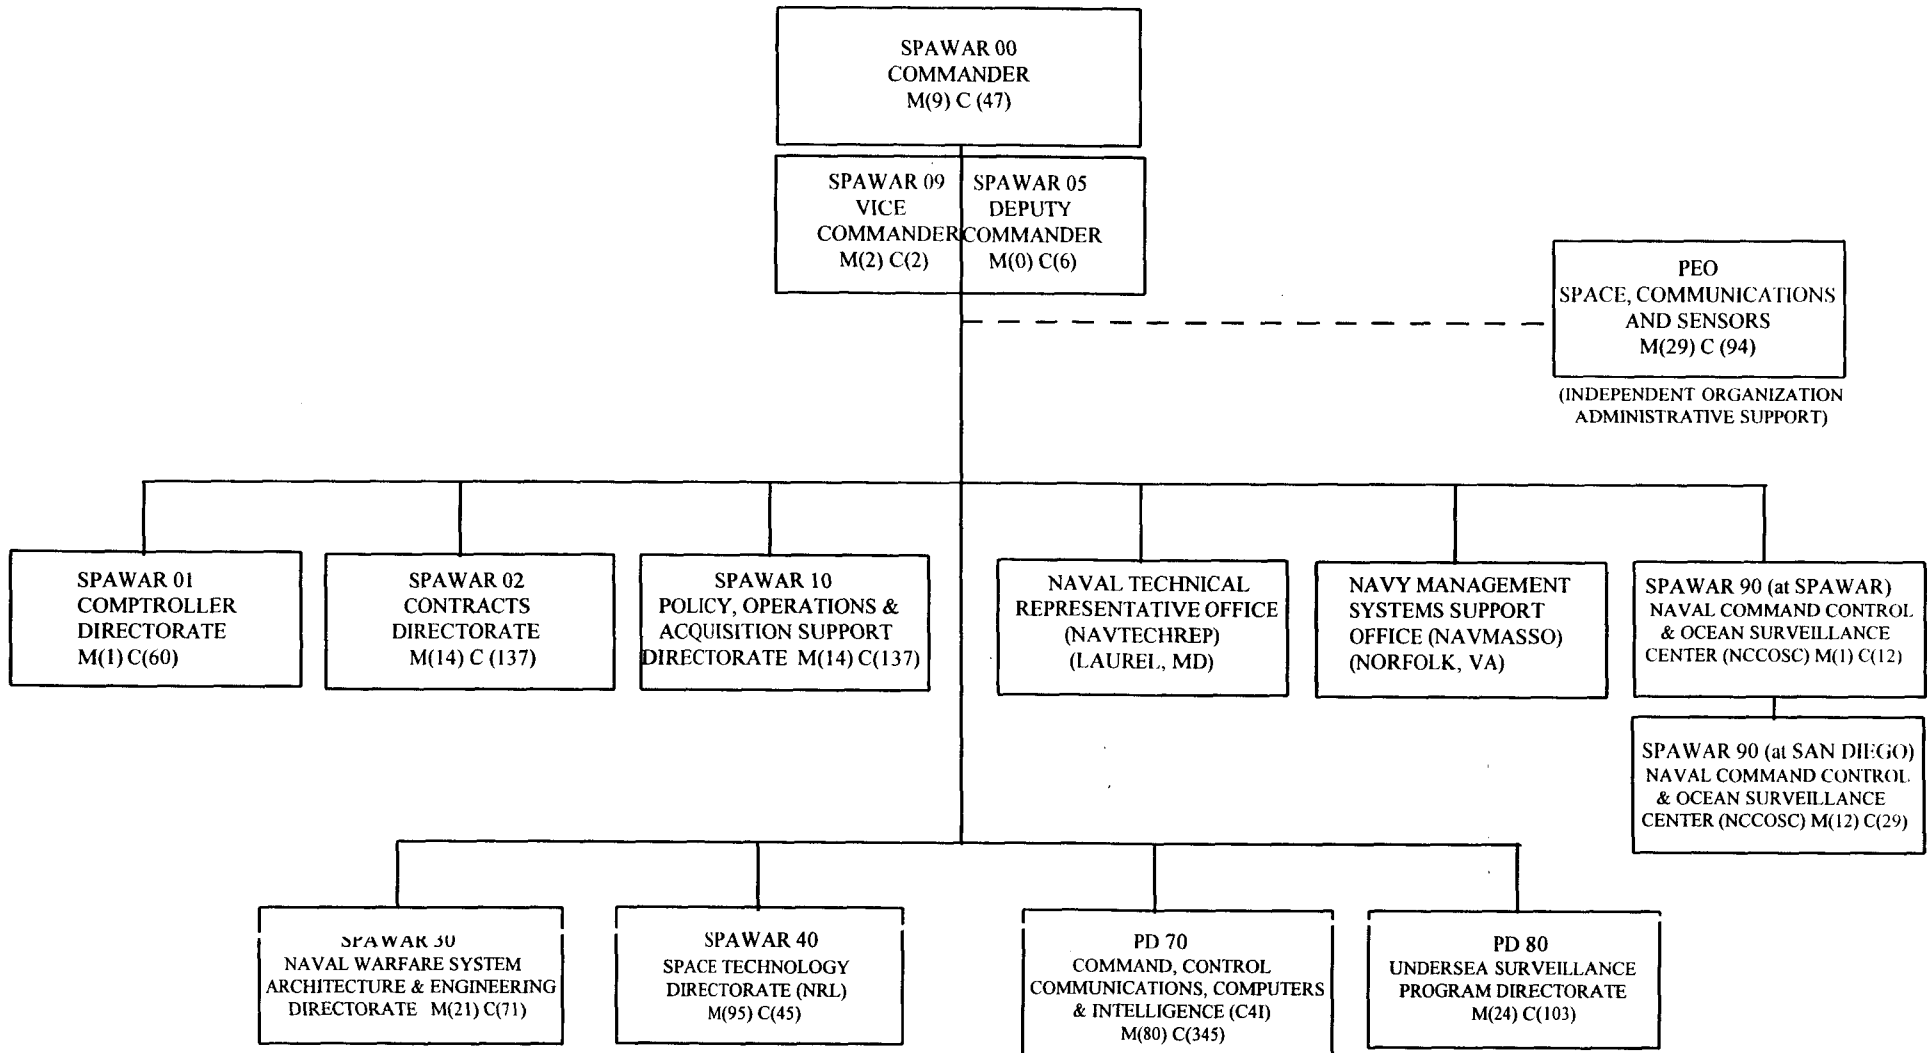 SPAWAR 00
COMMANDER
M(9) C (47)
SPAWAR 09
VICE
COMMANDER
M(2) C(2)
SPAWAR 05
DEPUTY
COMMANDER
M(0) C(6)
PEO
SPACE, COMMUNICATIONS
AND SENSORS
M(29) C (94)
(INDEPENDENT ORGANIZATION
ADMINISTRATIVE SUPPORT)
SPAWAR 01
COMPTROLLER
DIRECTORATE
M(1) C(60)
SPAWAR 02
CONTRACTS
DIRECTORATE
M(14) C (137)
SPAWAR 10
POLICY, OPERATIONS &
ACQUISITION SUPPORT
DIRECTORATE M(14) C(137)
NAVAL TECHNICAL
REPRESENTATIVE OFFICE
(NAVTECHREP)
(LAUREL, MD)
NAVY MANAGEMENT
SYSTEMS SUPPORT
OFFICE (NAVMASSO)
(NORFOLK, VA)
SPAWAR 90 (at SPAWAR)
NAVAL COMMAND CONTROL
& OCEAN SURVEILLANCE
CENTER (NCCOSC) M(1) C(12)
SPAWAR 90 (at SAN DIEGO)
NAVAL COMMAND CONTROL
& OCEAN SURVEILLANCE
CENTER (NCCOSC) M(12) C(29)
SPAWAR 30
NAVAL WARFARE SYSTEM
ARCHITECTURE & ENGINEERING
DIRECTORATE M(21) C(71)
SPAWAR 40
SPACE TECHNOLOGY
DIRECTORATE (NRL)
M(95) C(45)
PD 70
COMMAND, CONTROL
COMMUNICATIONS, COMPUTERS
& INTELLIGENCE (C4I)
M(80) C(345)
PD 80
UNDERSEA SURVEILLANCE
PROGRAM DIRECTORATE
M(24) C(103)